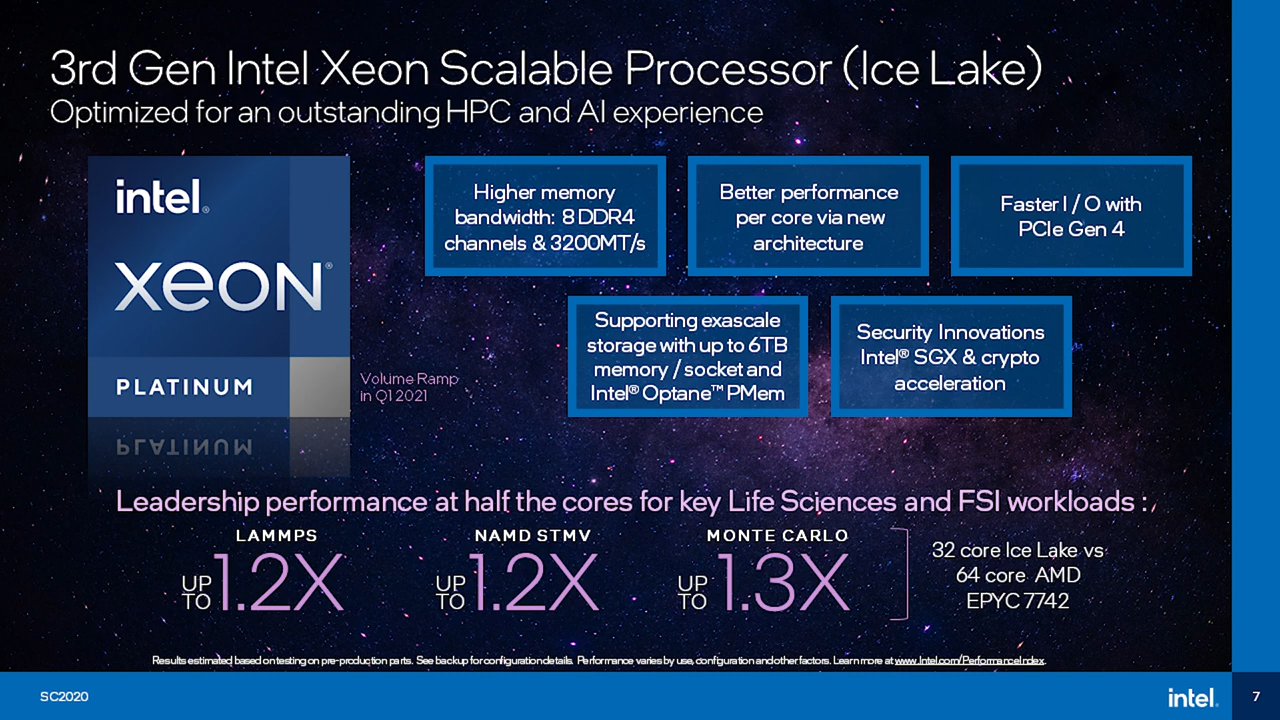 3rd Gen Intel Xeon Scalable Processor (Ice Lake)
Optimized for an outstanding HPC and AI experience
intel®
xeon®
PLATINUM
Volume Ramp
in Q1 2021
Higher memory
bandwidth: 8 DDR4
channels & 3200MT/s
Better performance
per core via new
architecture
Faster I / O with
PCIe Gen 4
Supporting exascale
storage with up to 6TB
memory / socket and
Intel® Optane™ PMem
Security Innovations
Intel® SGX & crypto
acceleration
Leadership performance at half the cores for key Life Sciences and FSI workloads :
LAMMPS
UP TO 1.2X
NAMD STMV
UP TO 1.2X
MONTE CARLO
UP TO 1.3X
32 core Ice Lake vs
64 core AMD
EPYC 7742
Results estimated based on testing on pre-production parts. See backup for configuration details. Performance varies by use, configuration and other factors. Learn more at www.Intel.com/PerformanceIndex.
SC2020
intel.
7